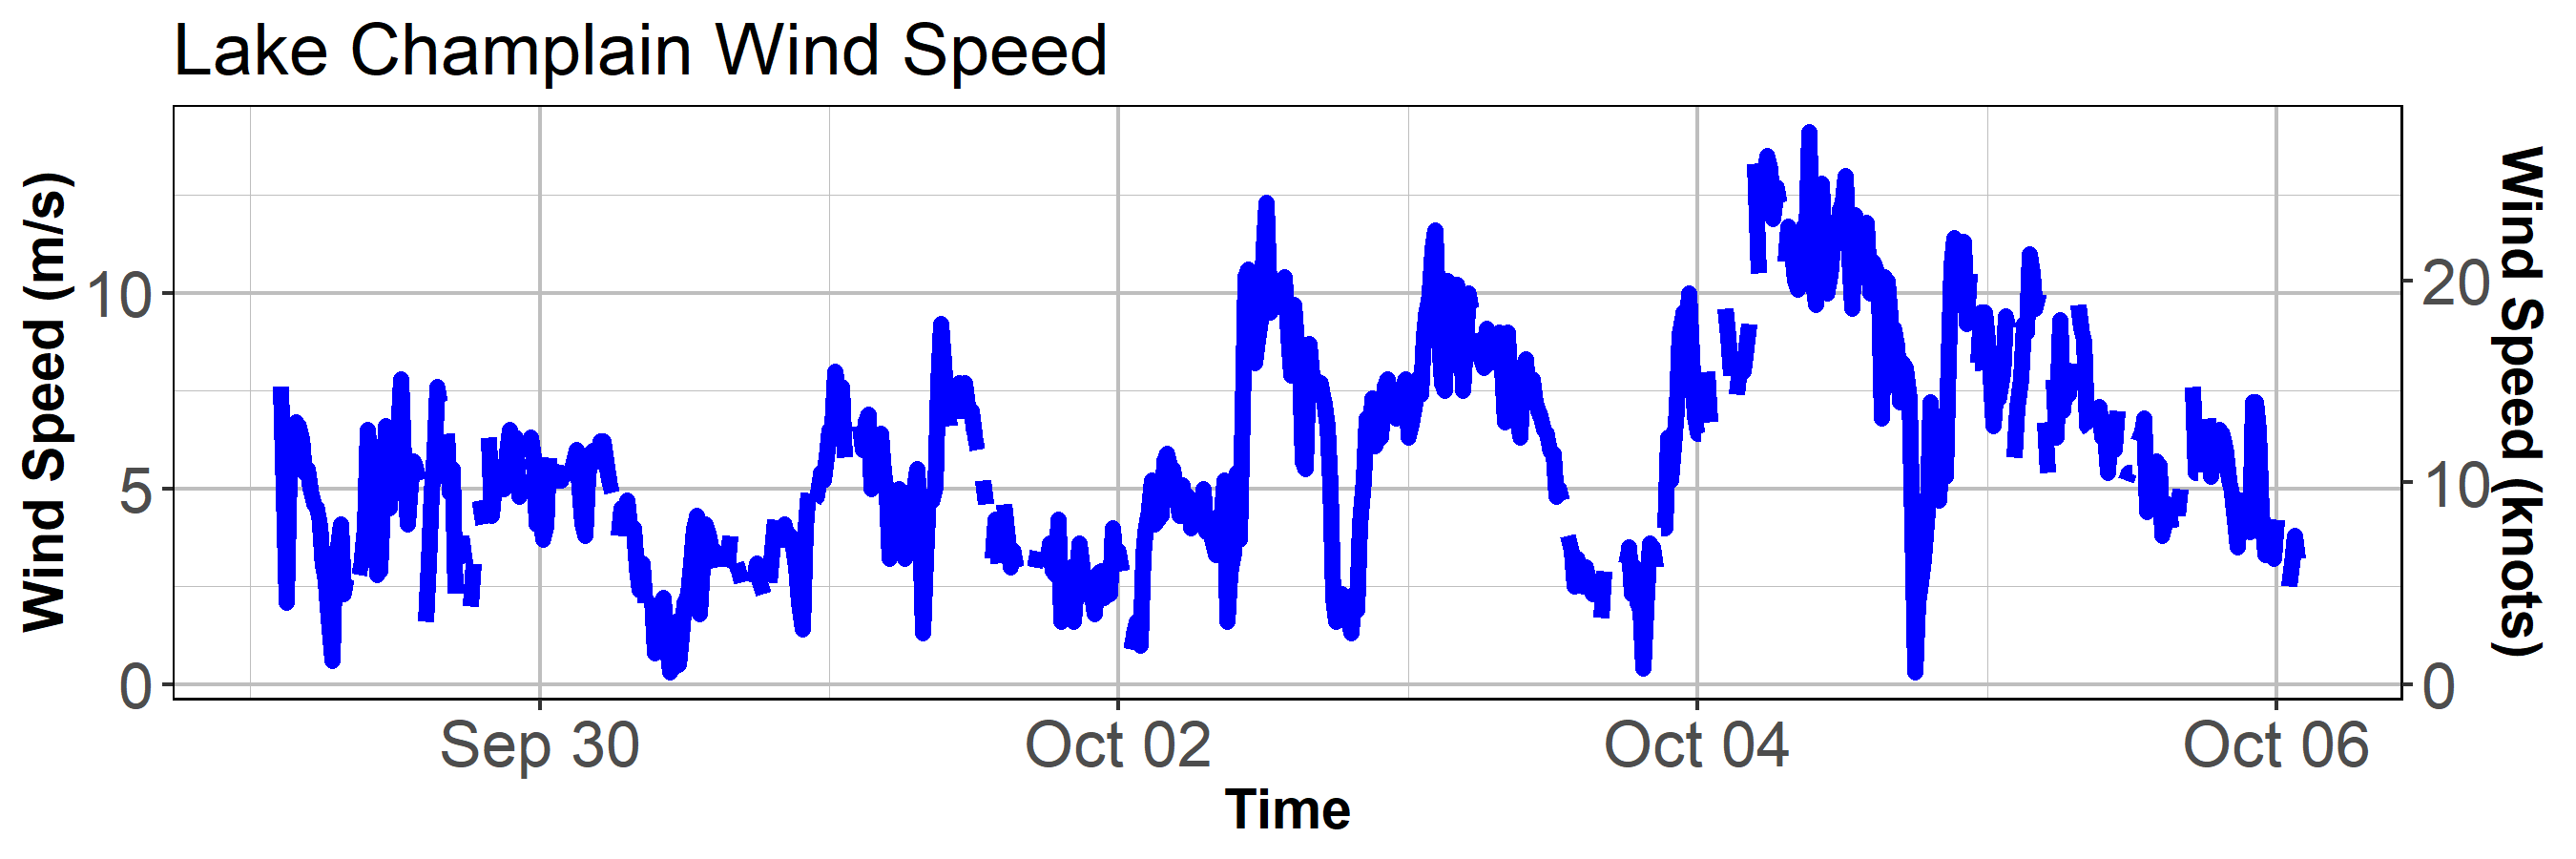 Lake Champlain Wind Speed
Wind Speed (m/s)
10
5
0
20
10
0
Wind Speed (knots)
Sep 30
Oct 02
Oct 04
Oct 06
Time